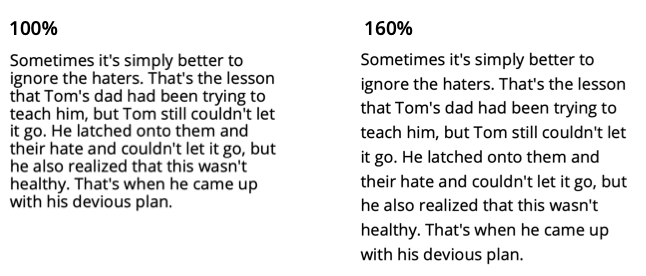 100%
Sometimes it's simply better to
ignore the haters. That's the lesson
that Tom's dad had been trying to
teach him, but Tom still couldn't let
it go. He latched onto them and
their hate and couldn't let it go, but
he also realized that this wasn't
healthy. That's when he came up
with his devious plan.
160%
Sometimes it's simply better to
ignore the haters. That's the lesson
that Tom's dad had been trying to
teach him, but Tom still couldn't let
it go. He latched onto them and
their hate and couldn't let it go, but
he also realized that this wasn't
healthy. That's when he came up
with his devious plan.